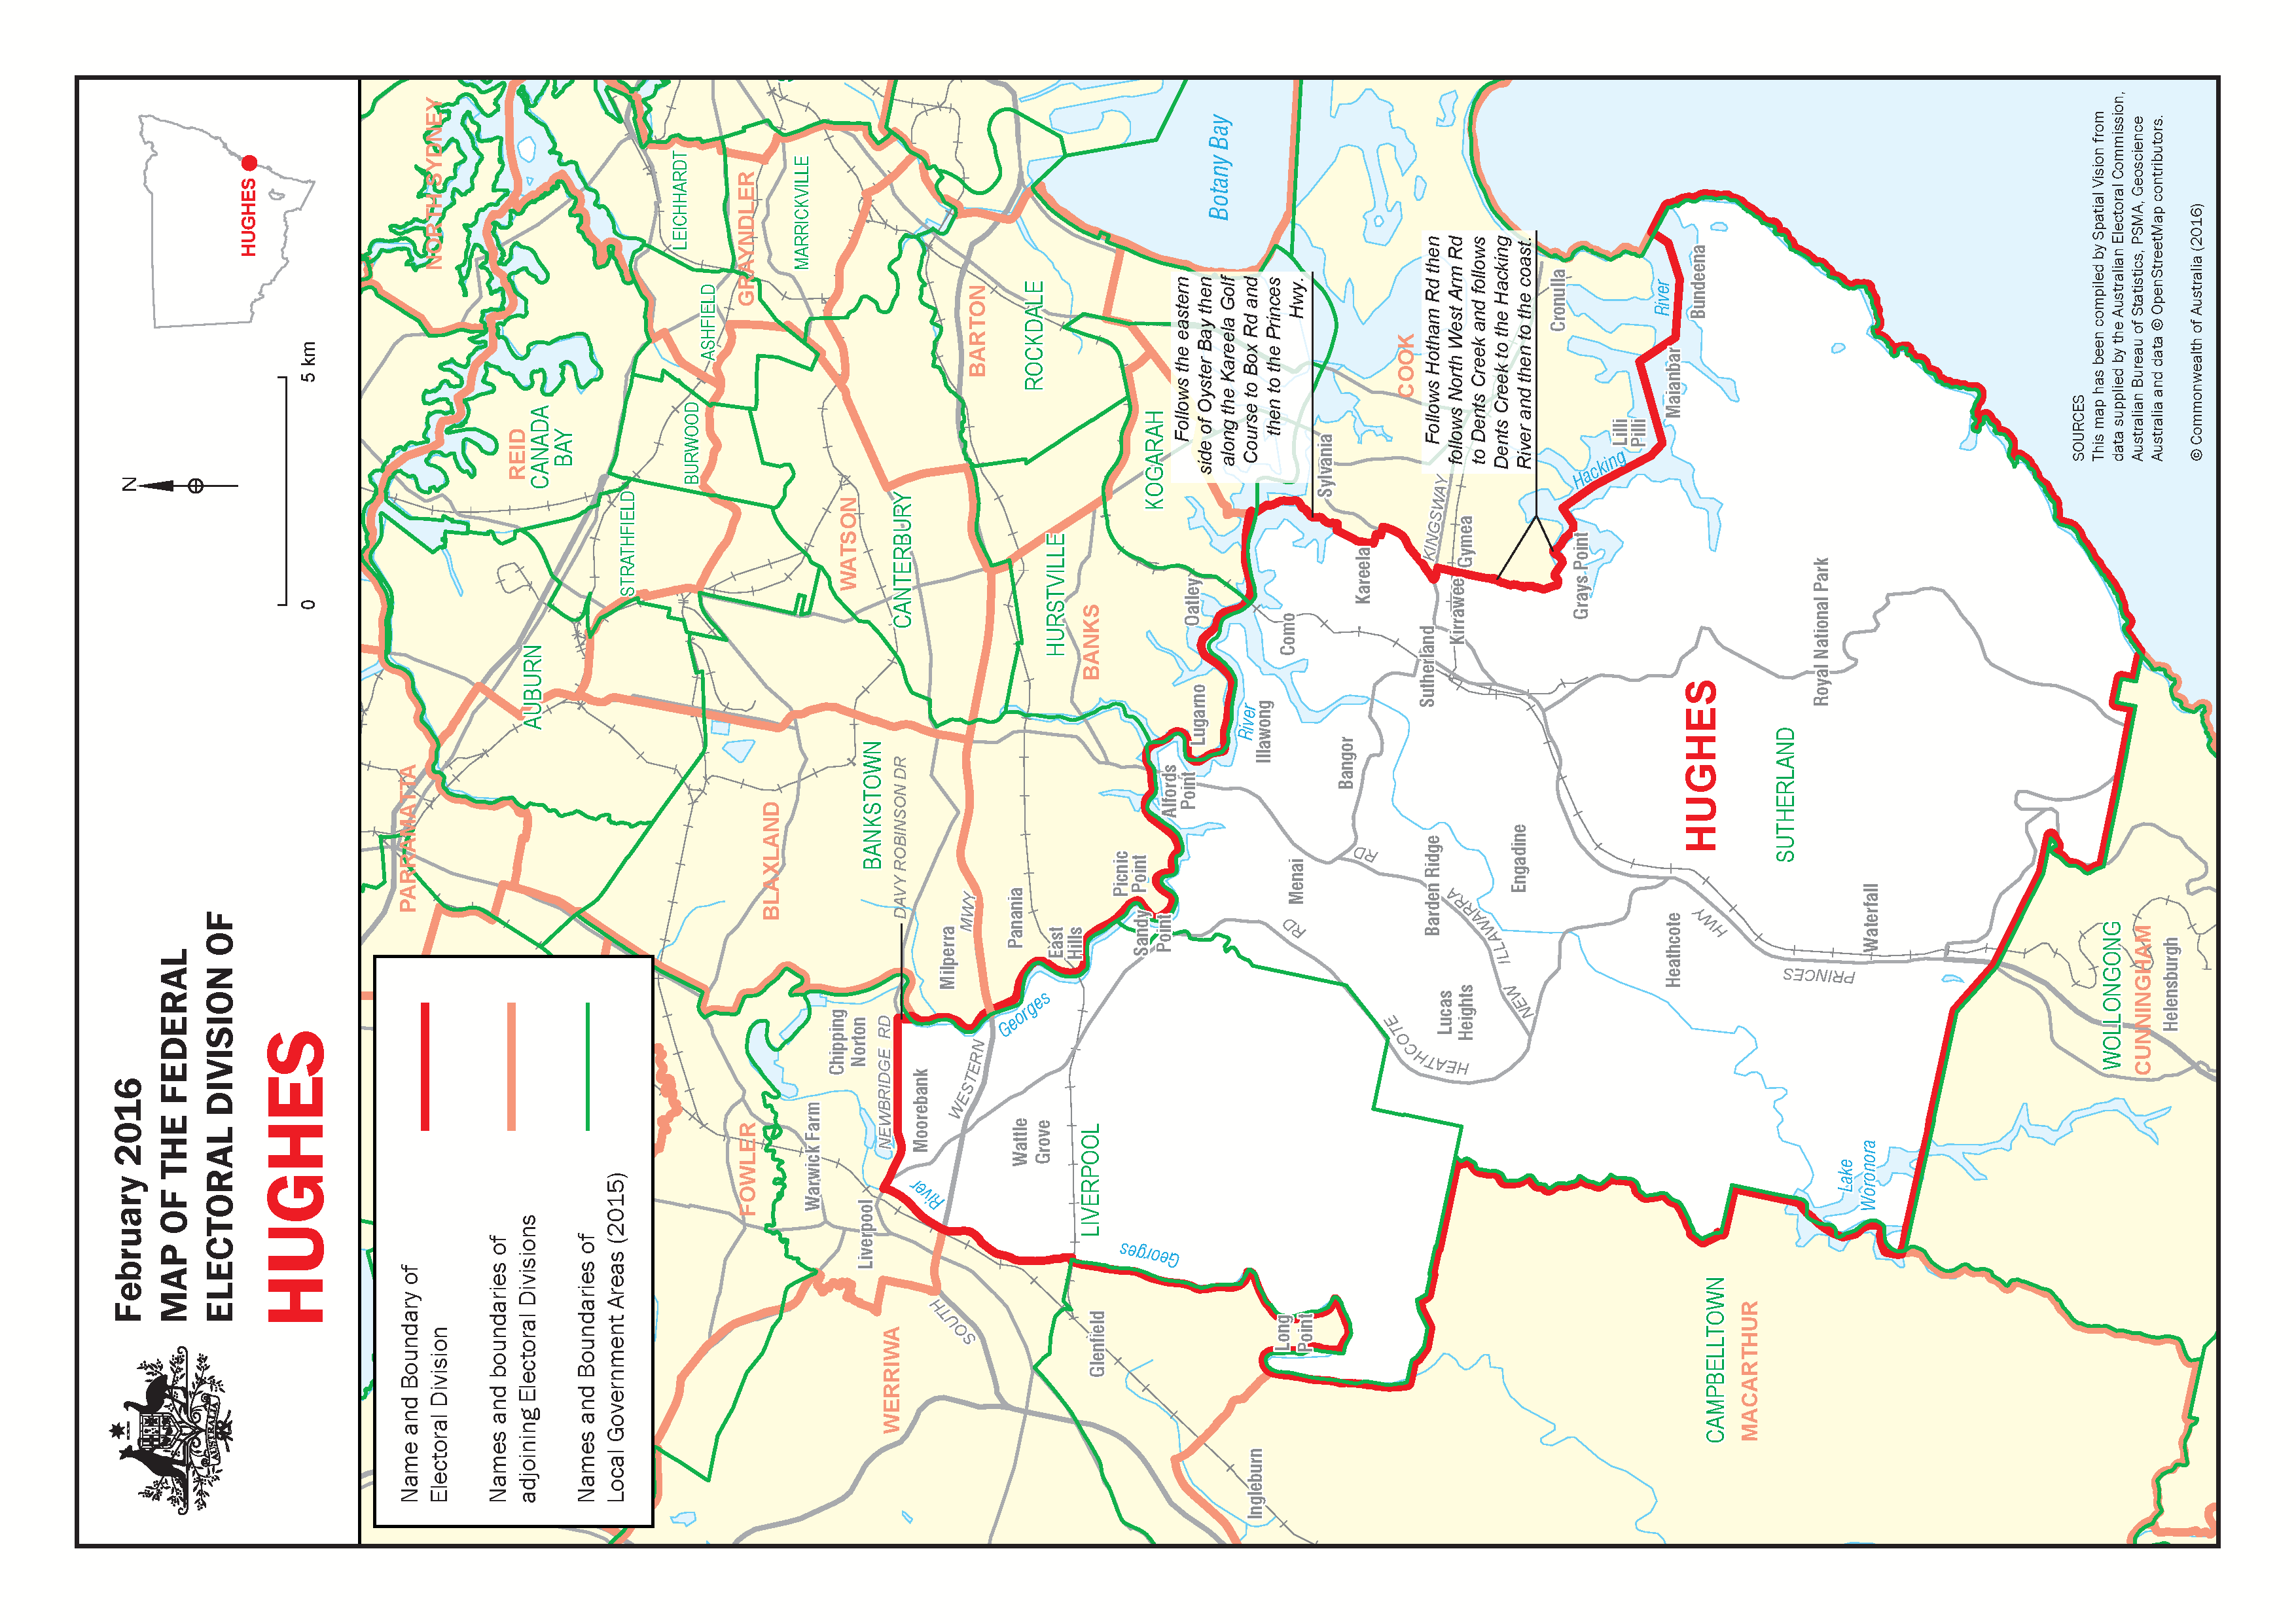 February 2016
MAP OF THE FEDERAL
ELECTORAL DIVISION OF
HUGHES
N
0
5 km
HUGHES
Name and Boundary of
Electoral Division
Names and boundaries of
adjoining Electoral Divisions
Names and Boundaries of
Local Government Areas (2015)
NORTH SYDNEY
PARRAMATTA
REID
CANADA
BAY
AUBURN
STRATHFIELD
LEICHHARDT
BURWOOD
ASHFIELD
GRAYNDLER
MARRICKVILLE
FOWLER
BLAXLAND
WATSON
Warwick Farm
Chipping
Norton
Liverpool
BANKSTOWN
CANTERBURY
NEWBRIDGE RD
DAVY ROBINSON DR
WERRIWA
Moorebank
River
Milperra
SOUTH
WESTERN
MWY
BARTON
Georges
Panania
Wattle
Grove
ROCKDALE
East
Hills
HURSTVILLE
LIVERPOOL
Glenfield
BANKS
Picnic
Point
Sandy
Point
Georges
KOGARAH
Alfords
Point
Lugarno
Oatley
Botany Bay
Follows the eastern
side of Oyster Bay then
along the Kareela Golf
Course to Box Rd and
then to the Princes
Hwy.
River
Illawong
Ingleburn
Long
Point
Menai
RD
Como
Sylvania
Bangor
RD
Kareela
HEATHCOTE
COOK
Barden Ridge
Sutherland
KINGSWAY
Lucas
Heights
ILLAWARRA
NEW
Kirrawee
Gymea
Follows Hotham Rd then
follows North West Arm Rd
to Dents Creek and follows
Dents Creek to the Hacking
River and then to the coast.
Engadine
Cronulla
Grays Point
Hacking
Lilli
Pilli
River
Maianbar
Bundeena
Heathcote
HWY
HUGHES
CAMPBELLTOWN
MACARTHUR
SUTHERLAND
PRINCES
Royal National Park
Lake
Woronora
Waterfall
WOLLONGONG
CUNNINGHAM
Helensburgh
SOURCES
This map has been compiled by Spatial Vision from
data supplied by the Australian Electoral Commission,
Australian Bureau of Statistics, PSMA, Geoscience
Australia and data © OpenStreetMap contributors.
© Commonwealth of Australia (2016)